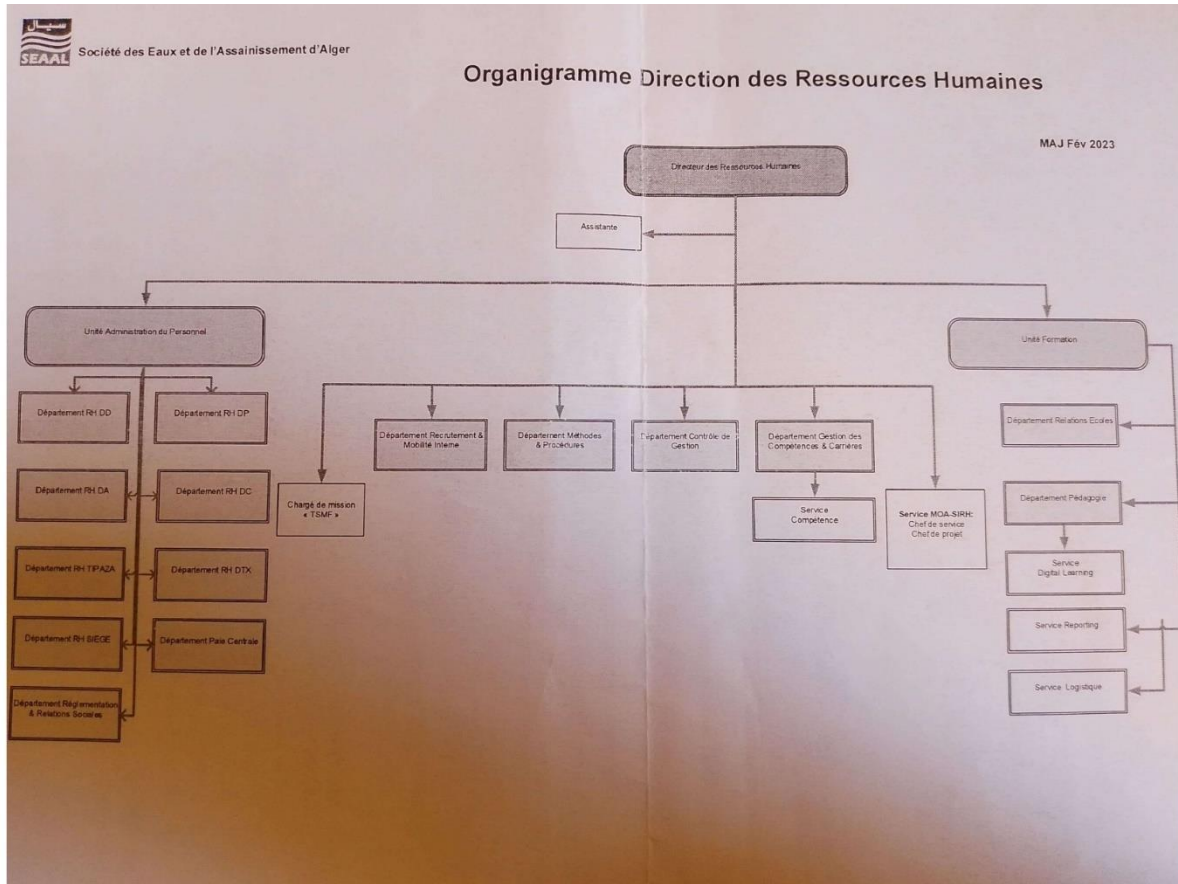 سيال
SEAAL
Société des Eaux et de l'Assainissement d'Alger
Organigramme Direction des Ressources Humaines
MAJ Fév 2023
Directeur des Ressources Humaines
Assistante
Unité Administration du Personnel
Unité Formation
Département RH DD
Département RH DP
Département RH DA
Département RH DC
Département RH TIPAZA
Département RH DTX
Département RH SIÈGE
Département Paie Centrale
Département Réglementation
& Relations Sociales
Chargé de mission
« TSMF »
Département Recrutement &
Mobilité Interne
Département Méthodes
& Procédures
Département Contrôle de
Gestion
Département Gestion des
Compétences & Carrières
Service
Compétence
Service MOA-SIRH:
Chef de service
Chef de projet
Département Relations Ecoles
Département Pédagogie
Service
Digital Learning
Service Reporting
Service Logistique